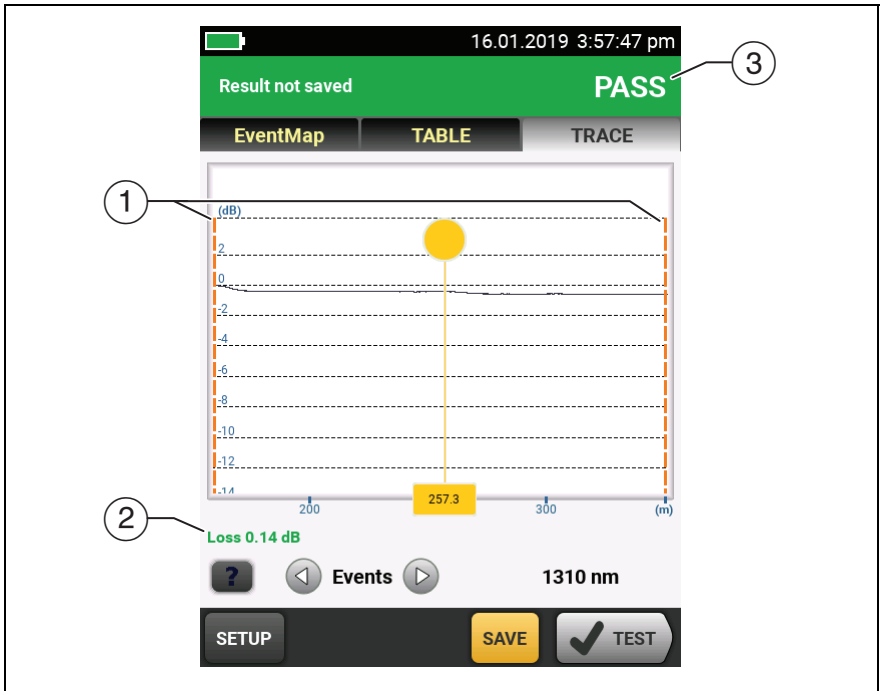 16.01.2019 3:57:47 pm
Result not saved PASS
3
EventMap TABLE TRACE
1
(dB)
2
0
-2
-4
-6
-8
-10
-12
-14
200 257.3 300 (m)
2
Loss 0.14 dB
? Events 1310 nm
SETUP SAVE TEST